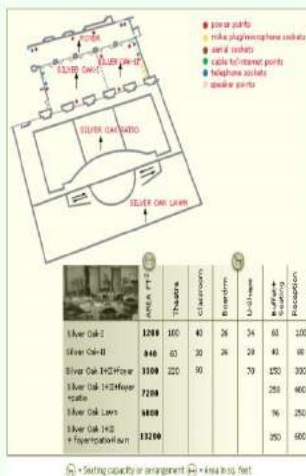 power points
mike plug/microphone sockets
aerial sockets
cable tv/internet points
telephone sockets
speaker points
FOYER
SILVER OAK-I
SILVER OAK-II
SILVER OAK PATIO
SILVER OAK LAWN
AREA FT²
Theatre
Classroom
Boardrm
U-Shape
Buffet+ Seating
Reception
Silver Oak-I 1200 100 40 26 34 60 100
Silver Oak-II 840 60 30 26 28 40 80
Silver Oak I+II+foyer 3300 220 90 70 150 300
Silver Oak I+II+foyer +patio 7200 250 400
Silver Oak Lawn 6000 96 250
Silver Oak I+II + foyer+patio+lawn 13200 350 600
= Seating capacity or arrangement = Area in sq. feet